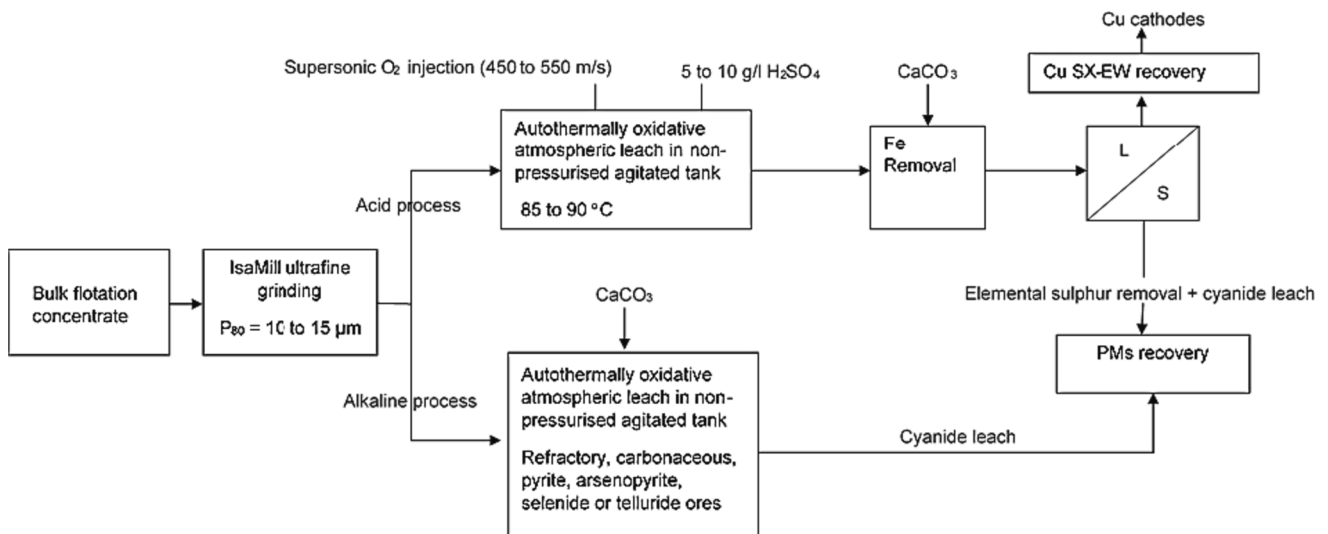 Cu cathodes
Supersonic O₂ injection (450 to 550 m/s)
5 to 10 g/l H₂SO₄
CaCO₃
Cu SX-EW recovery
Autothermally oxidative
atmospheric leach in non-
pressurised agitated tank
85 to 90 °C
Fe
Removal
L
S
Acid process
Bulk flotation
concentrate
IsaMill ultrafine
grinding
P₈₀ = 10 to 15 µm
CaCO₃
Elemental sulphur removal + cyanide leach
PMs recovery
Alkaline process
Autothermally oxidative
atmospheric leach in non-
pressurised agitated tank
Refractory, carbonaceous,
pyrite, arsenopyrite,
selenide or telluride ores
Cyanide leach